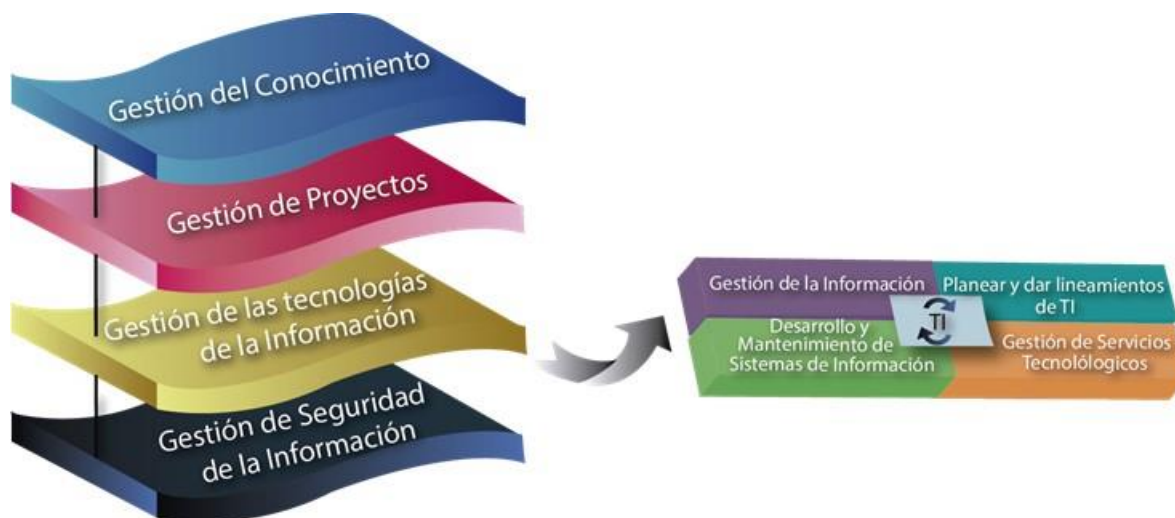 Gestión del Conocimiento
Gestión de Proyectos
Gestión de las tecnologías
de la Información
Gestión de Seguridad
de la Información
Gestión de la Información
Planear y dar lineamientos
de TI
TI
Desarrollo y
Mantenimiento de
Sistemas de Información
Gestión de Servicios
Tecnolólogicos